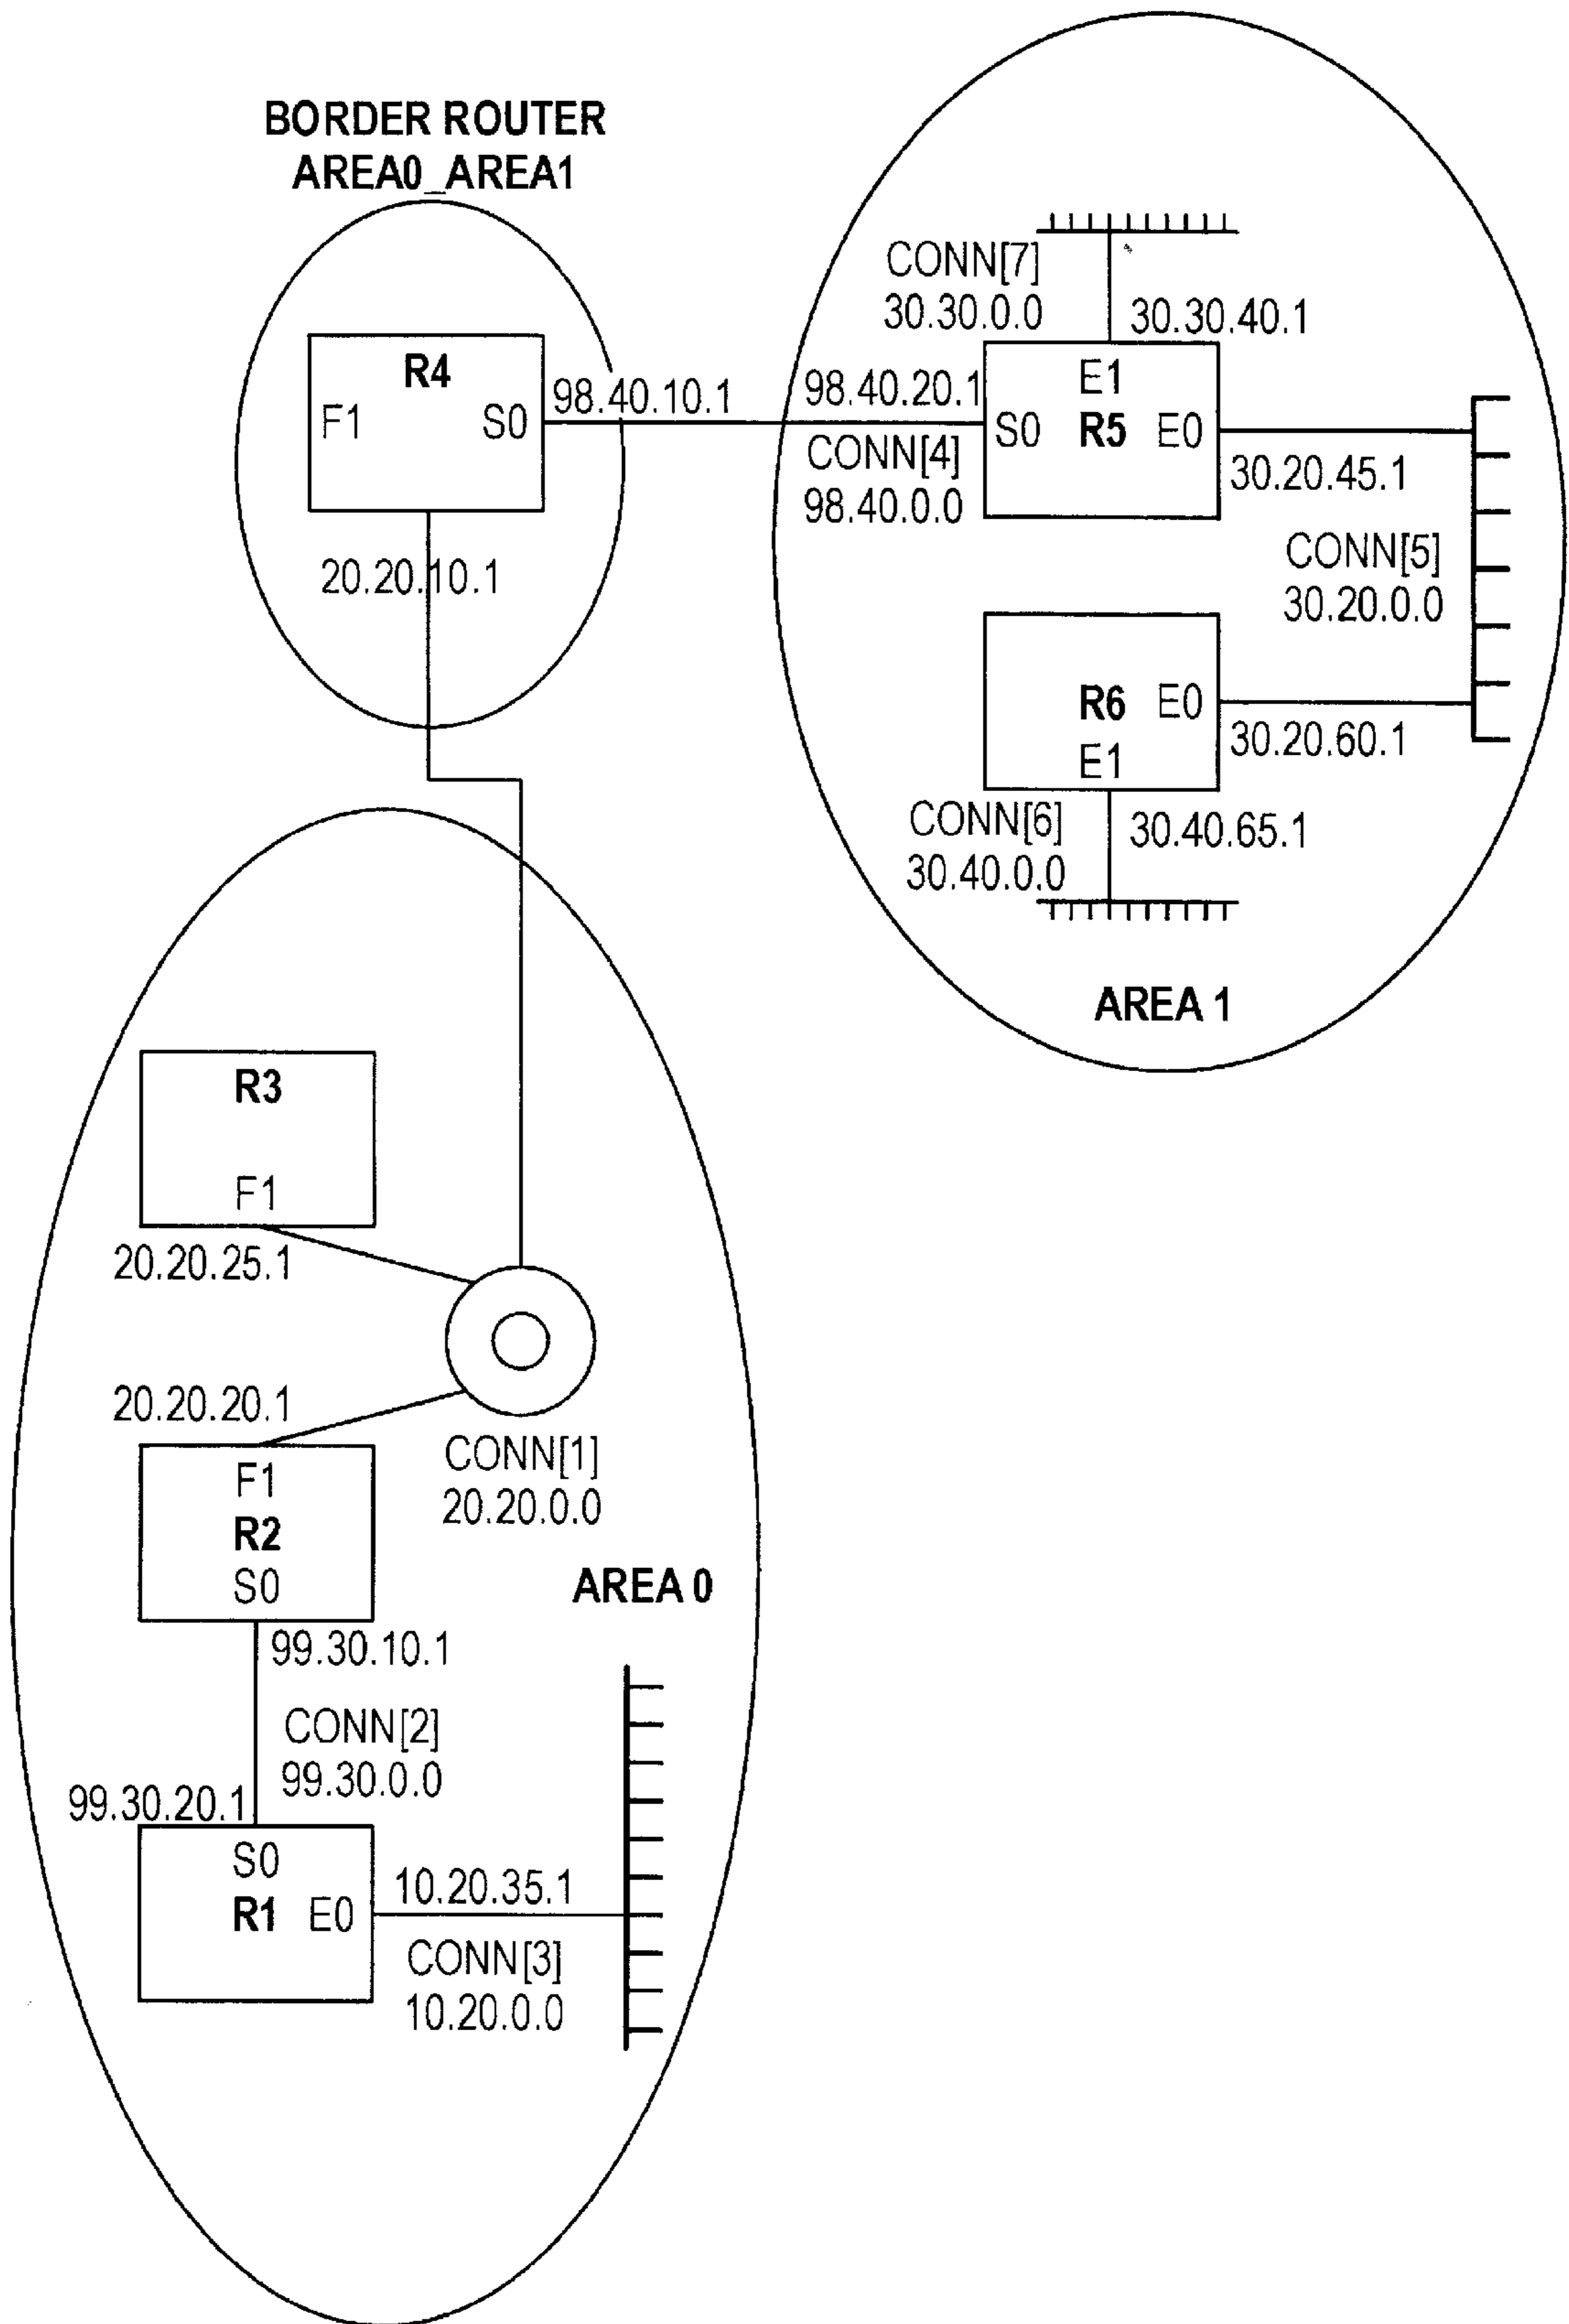 BORDER ROUTER
AREA0_AREA1
R4
F1
S0
98.40.10.1
20.20.10.1
CONN[7]
30.30.0.0
30.30.40.1
98.40.20.1
CONN[4]
98.40.0.0
E1
S0
R5
E0
30.20.45.1
CONN[5]
30.20.0.0
R6
E0
E1
30.20.60.1
CONN[6]
30.40.0.0
30.40.65.1
AREA 1
R3
F1
20.20.25.1
20.20.20.1
CONN[1]
20.20.0.0
F1
R2
S0
AREA 0
99.30.10.1
CONN[2]
99.30.0.0
99.30.20.1
S0
R1
E0
10.20.35.1
CONN[3]
10.20.0.0